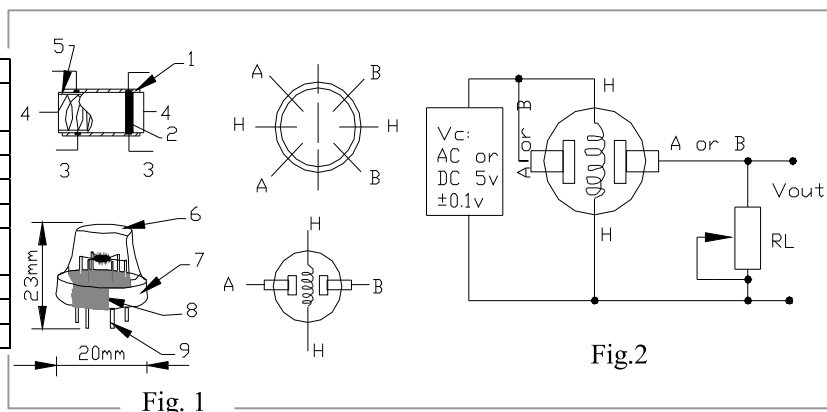 5
1
4
4
2
3
3
A
B
H
H
A
B
6
7
8
9
23mm
20mm
H
A
B
H
Fig. 1
H
Vc:
AC or
DC 5v
±0.1v
A or B
A or B
H
Vout
RL
Fig.2